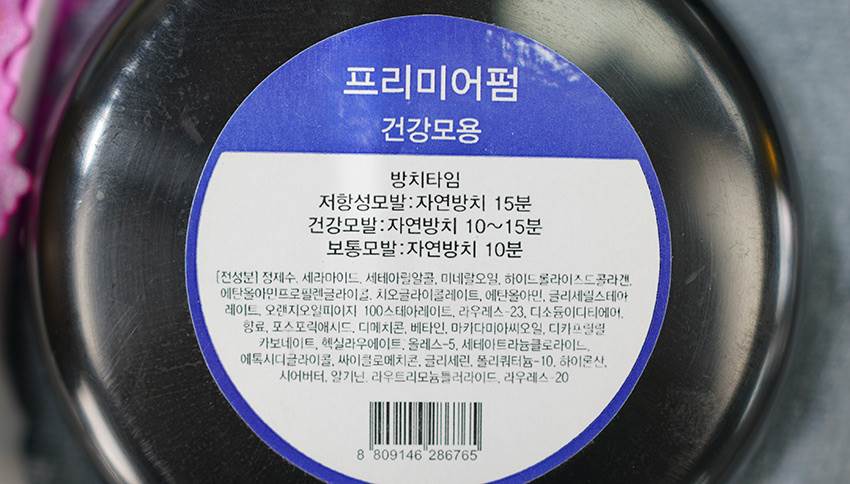 프리미어펌
건강모용
방치타임
저항성모발:자연방치 15분
건강모발:자연방치 10~15분
보통모발:자연방치 10분
[전성분] 정제수, 세라마이드, 세테아릴알콜, 미네랄오일, 하이드롤라이즈드콜라겐,
에탄올아민프로필렌글라이콜, 치오글라이콜레이트, 에탄올아민, 글리세릴스테아
레이트, 오렌지오일피이지 100스테아레이트, 라우레스-23, 디소듐이디티에어,
향료, 포스포릭애시드, 디메치콘, 베타인, 마카다미아씨오일, 디카프릴릴
카보네이트, 헥실라우에이트, 올레스-5, 세테아트라늄클로라이드,
에톡시디글라이콜, 싸이클로메치콘, 글리세린, 폴리쿼터늄-10, 하이론산,
시어버터, 알기닌, 라우트리모늄틀러라이드, 라우레스-20
8 809146 286765